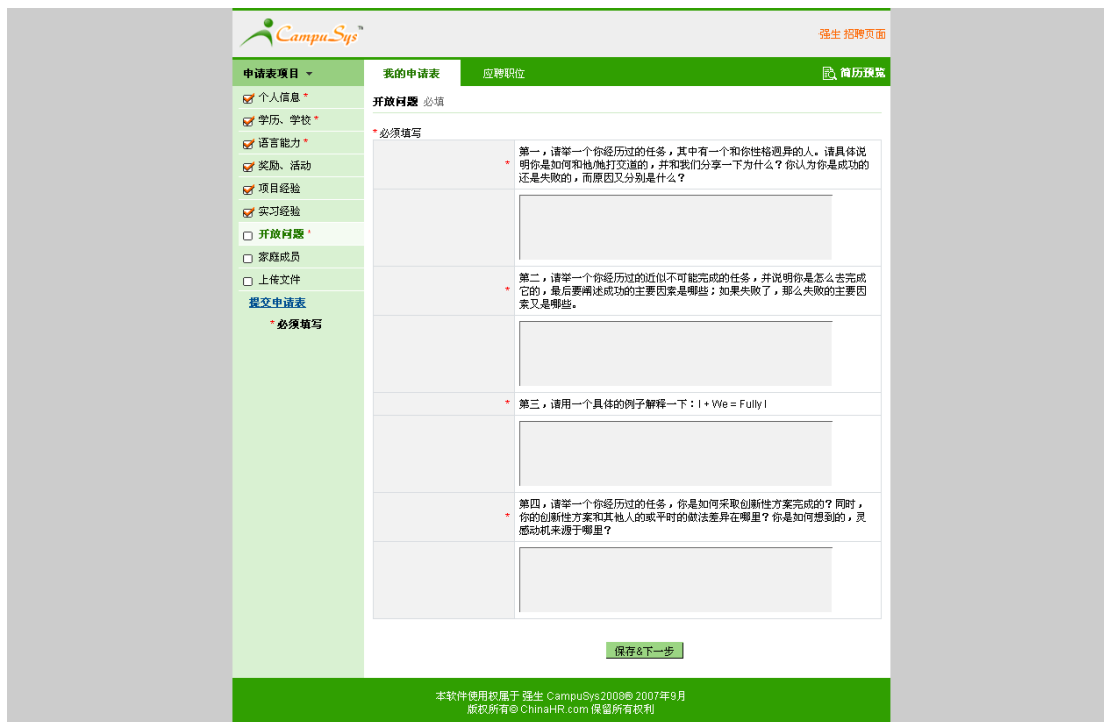 CampuSys™
强生 招聘页面
申请表项目
我的申请表
应聘职位
简历预览
个人信息 *
学历、学校 *
语言能力 *
奖励、活动
项目经验
实习经验
开放问题 *
家庭成员
上传文件
提交申请表
*必须填写
开放问题 必填
*必须填写
* 第一，请举一个你经历过的任务，其中有一个和你性格迥异的人。请具体说
明你是如何和他/她打交道的，并和我们分享一下为什么？你认为你是成功的
还是失败的，而原因又分别是什么？
* 第二，请举一个你经历过的近似不可能完成的任务，并说明你是怎么去完成
它的，最后要阐述成功的主要因素是哪些；如果失败了，那么失败的主要因
素又是哪些。
* 第三，请用一个具体的例子解释一下：I + We = Fully I
* 第四，请举一个你经历过的任务，你是如何采取创新性方案完成的？同时，
你的创新性方案和其他人的或平时的做法差异在哪里？你是如何想到的，灵
感动机来源于哪里？
保存&下一步
本软件使用权属于 强生 CampuSys2008® 2007年9月
版权所有© ChinaHR.com 保留所有权利